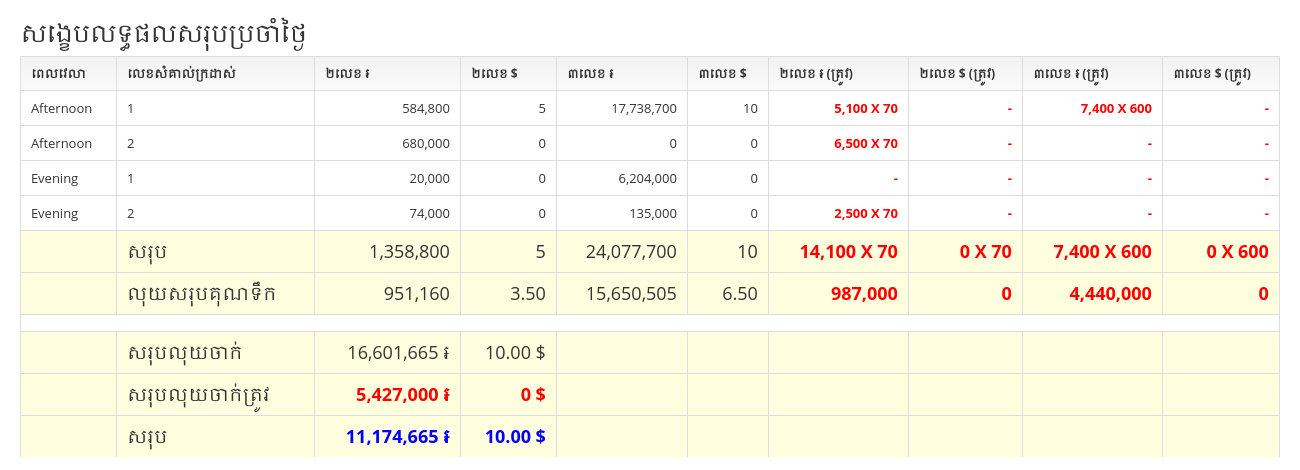 សង្ខេបលទ្ធផលសរុបប្រចាំថ្ងៃ
ពេលវេលា លេខសំគាល់ក្រដាស់ ២លេខ ៛ ២លេខ $ ៣លេខ ៛ ៣លេខ $ ២លេខ ៛ (ត្រូវ) ២លេខ $ (ត្រូវ) ៣លេខ ៛ (ត្រូវ) ៣លេខ $ (ត្រូវ)
Afternoon 1 584,800 5 17,738,700 10 5,100 X 70 - 7,400 X 600 -
Afternoon 2 680,000 0 0 0 6,500 X 70 - - -
Evening 1 20,000 0 6,204,000 0 - - - -
Evening 2 74,000 0 135,000 0 2,500 X 70 - - -
សរុប 1,358,800 5 24,077,700 10 14,100 X 70 0 X 70 7,400 X 600 0 X 600
លុយសរុបគុណទឹក 951,160 3.50 15,650,505 6.50 987,000 0 4,440,000 0
សរុបលុយចាក់ 16,601,665 ៛ 10.00 $
សរុបលុយចាក់ត្រូវ 5,427,000 ៛ 0 $
សរុប 11,174,665 ៛ 10.00 $